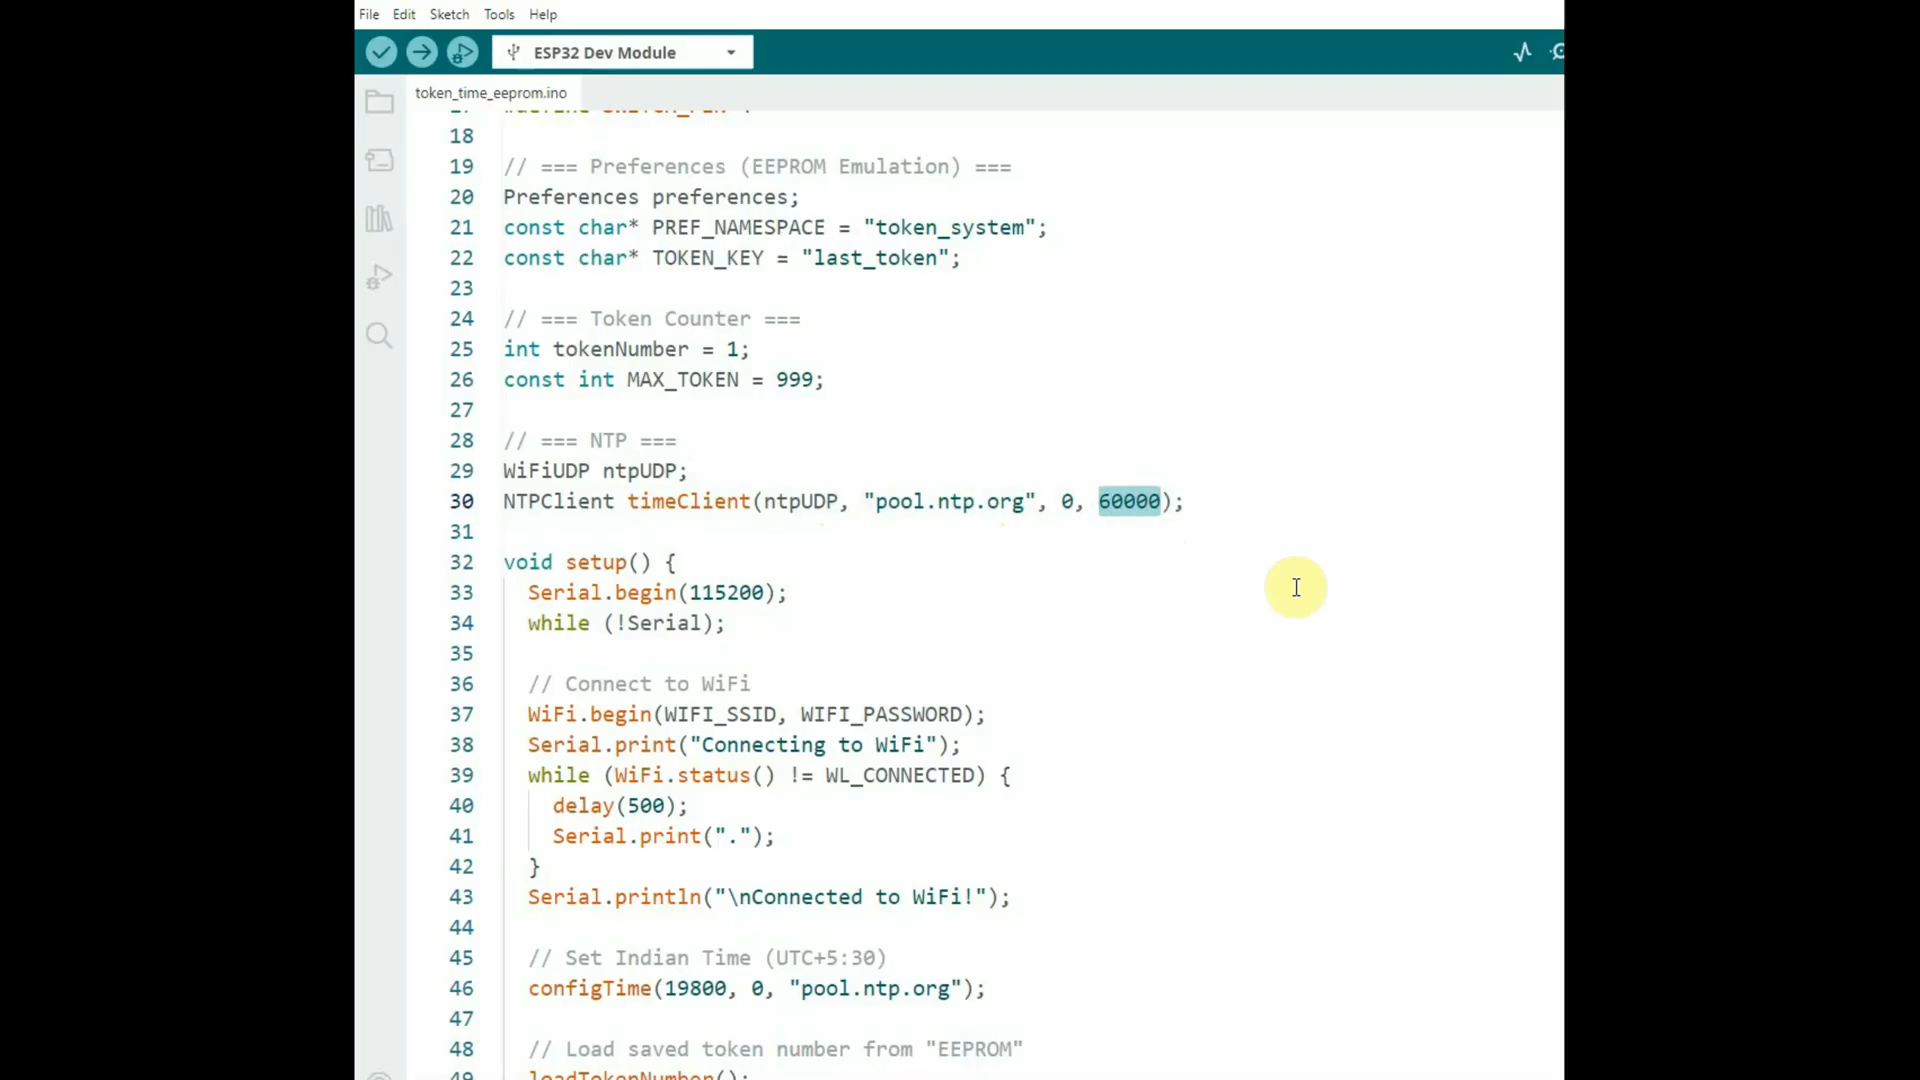 File Edit Sketch Tools Help
ESP32 Dev Module
token_time_eeprom.ino
18
19 // === Preferences (EEPROM Emulation) ===
20 Preferences preferences;
21 const char* PREF_NAMESPACE = "token_system";
22 const char* TOKEN_KEY = "last_token";
23
24 // === Token Counter ===
25 int tokenNumber = 1;
26 const int MAX_TOKEN = 999;
27
28 // === NTP ===
29 WiFiUDP ntpUDP;
30 NTPClient timeClient(ntpUDP, "pool.ntp.org", 0, 60000);
31
32 void setup() {
33 Serial.begin(115200);
34 while (!Serial);
35
36 // Connect to WiFi
37 WiFi.begin(WIFI_SSID, WIFI_PASSWORD);
38 Serial.print("Connecting to WiFi");
39 while (WiFi.status() != WL_CONNECTED) {
40 delay(500);
41 Serial.print(".");
42 }
43 Serial.println("\nConnected to WiFi!");
44
45 // Set Indian Time (UTC+5:30)
46 configTime(19800, 0, "pool.ntp.org");
47
48 // Load saved token number from "EEPROM"
49 loadTokenNumber();